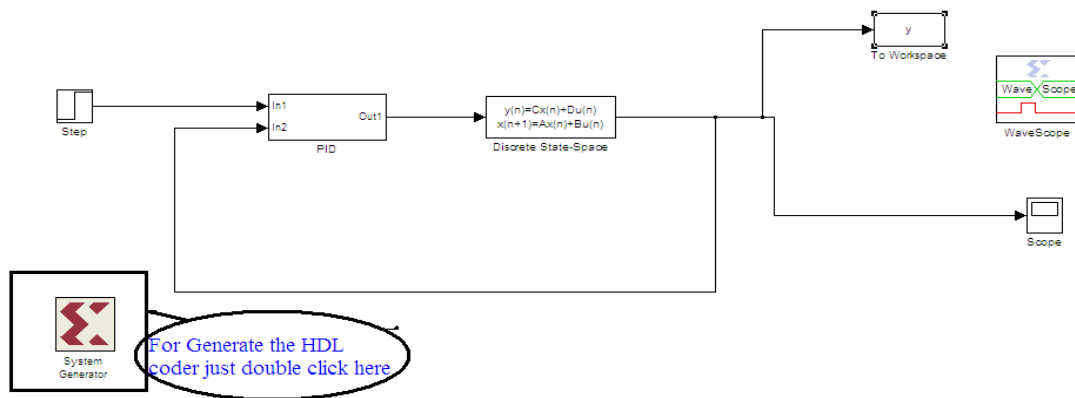 y
To Workspace
Wave Scope
WaveScope
Step
In1
In2
Out1
PID
y(n)=Cx(n)+Du(n)
x(n+1)=Ax(n)+Bu(n)
Discrete State-Space
Scope
System
Generator
For Generate the HDL
coder just double click here